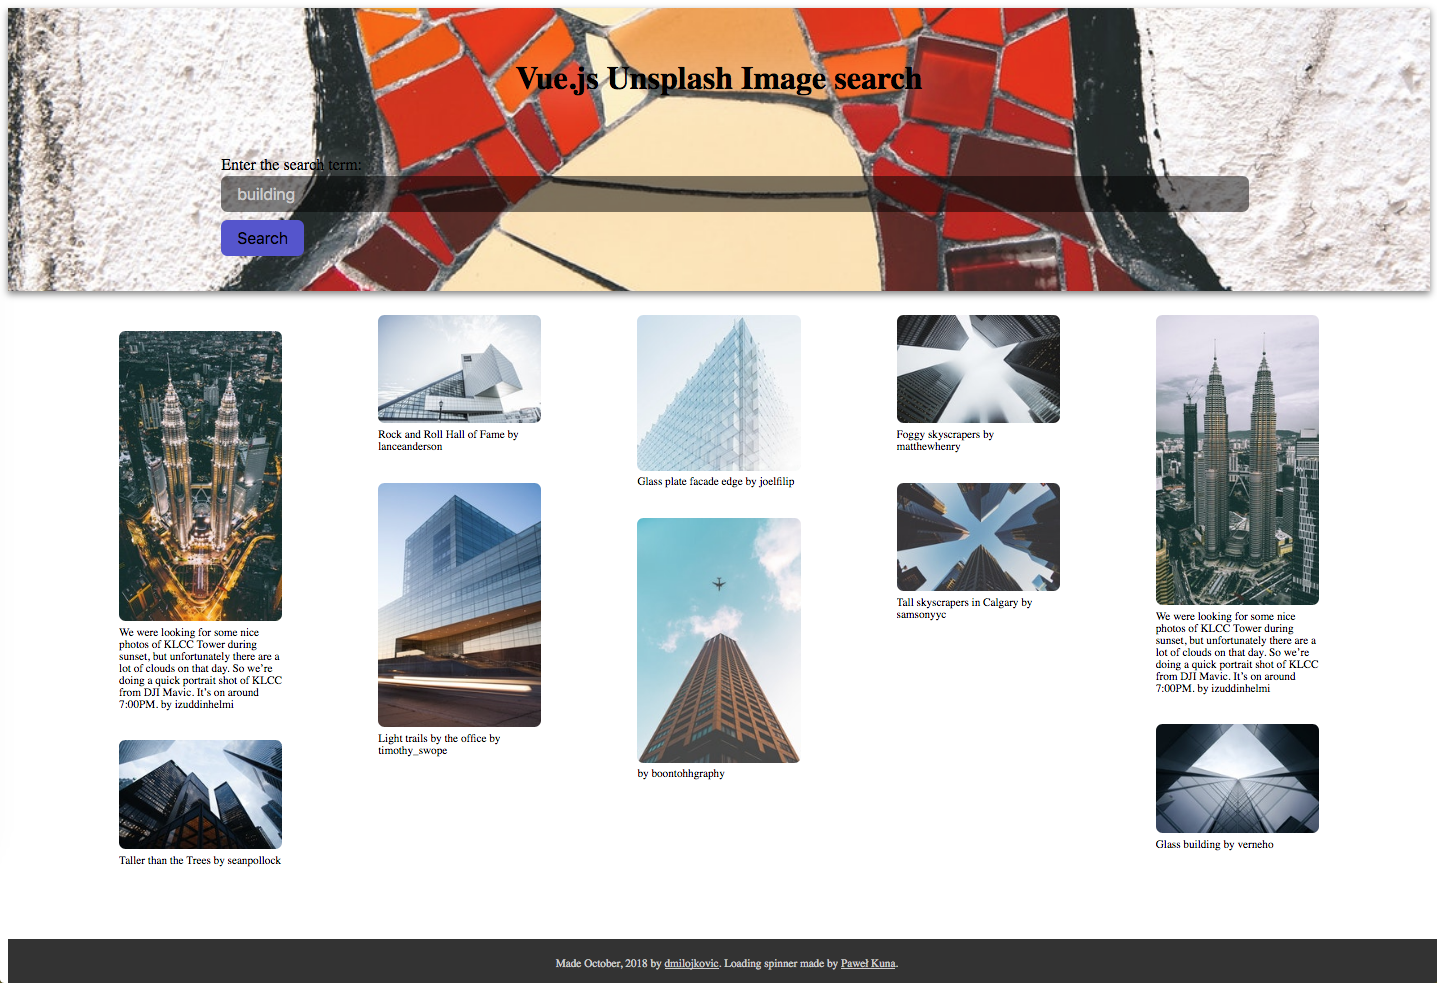 Vue.js Unsplash Image search
Enter the search term:
building
Search
We were looking for some nice
photos of KLCC Tower during
sunset, but unfortunately there are a
lot of clouds on that day. So we’re
doing a quick portrait shot of KLCC
from DJI Mavic. It’s on around
7:00PM. by izuddinhelmi
Taller than the Trees by seanpollock
Rock and Roll Hall of Fame by
lanceanderson
Light trails by the office by
timothy_swope
Glass plate facade edge by joelfilip
by boontohhgraphy
Foggy skyscrapers by
matthewhenry
Tall skyscrapers in Calgary by
samsonyyc
We were looking for some nice
photos of KLCC Tower during
sunset, but unfortunately there are a
lot of clouds on that day. So we’re
doing a quick portrait shot of KLCC
from DJI Mavic. It’s on around
7:00PM. by izuddinhelmi
Glass building by verneho
Made October, 2018 by dmilojkovic. Loading spinner made by Paweł Kuna.